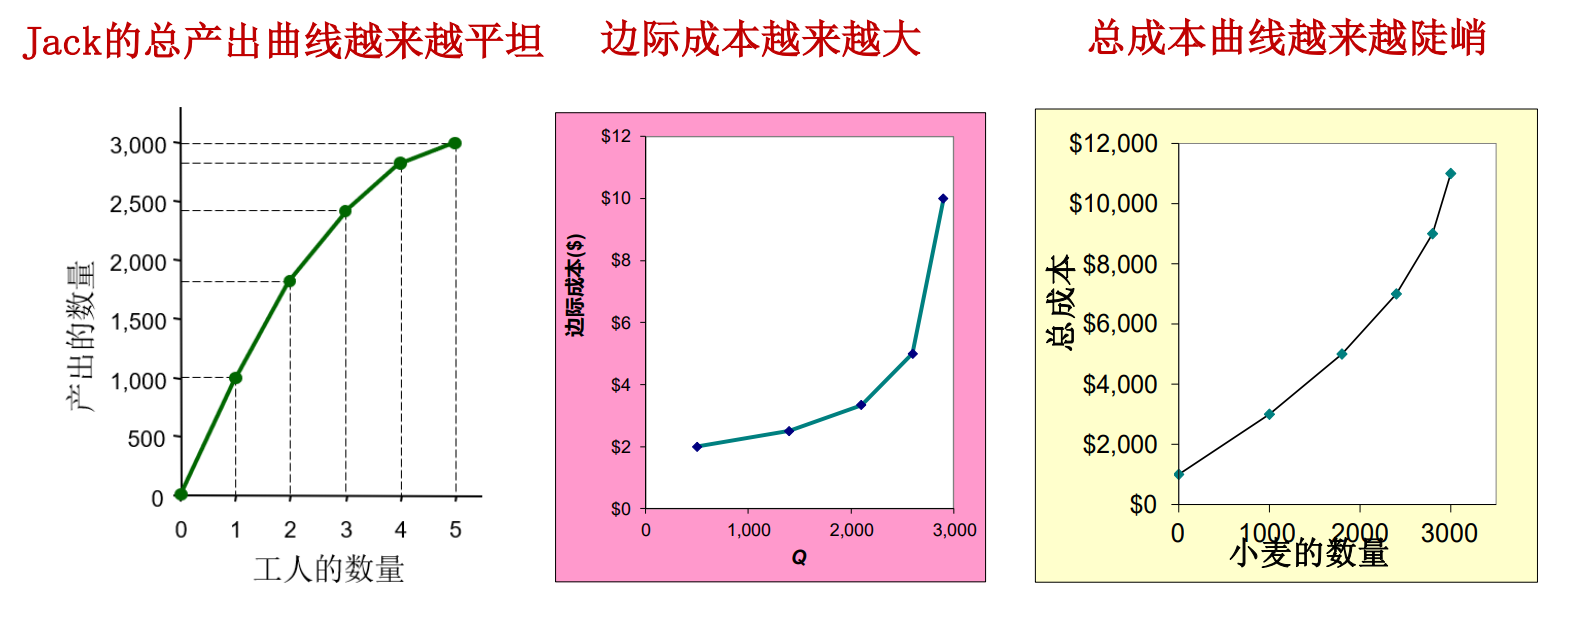 Jack的总产出曲线越来越平坦
边际成本越来越大
总成本曲线越来越陡峭
产出的数量
3,000
2,500
2,000
1,500
1,000
500
0
0 1 2 3 4 5
工人的数量
边际成本($)
$12
$10
$8
$6
$4
$2
$0
0 1,000 2,000 3,000
Q
总成本
$12,000
$10,000
$8,000
$6,000
$4,000
$2,000
$0
0 1000 2000 3000
小麦的数量